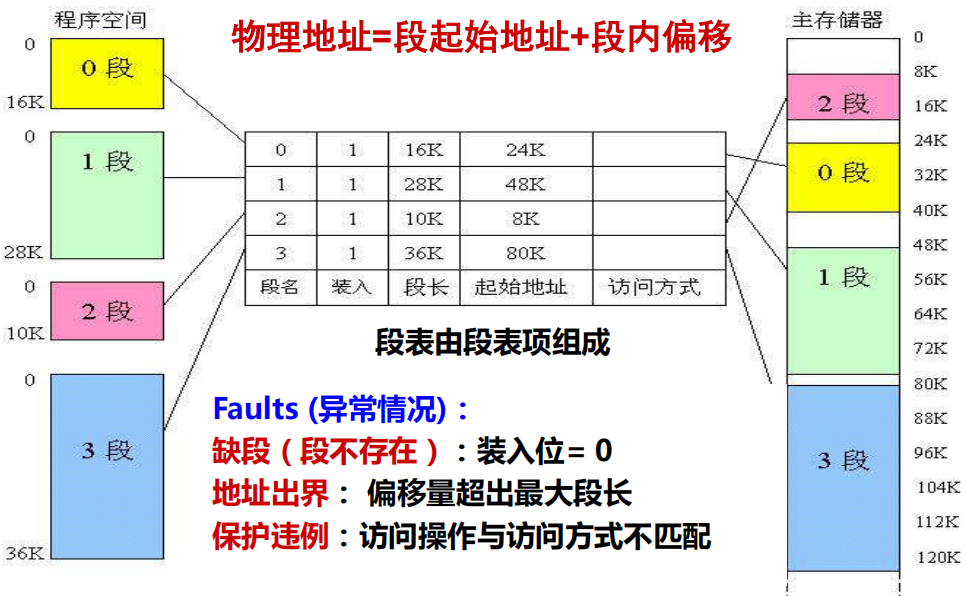 程序空间
物理地址=段起始地址+段内偏移
主存储器
0
0 段
16K
0
1 段
28K
0
2 段
10K
0
3 段
36K
0 1 16K 24K
1 1 28K 48K
2 1 10K 8K
3 1 36K 80K
段名 装入 段长 起始地址 访问方式
段表由段表项组成
Faults (异常情况)：
缺段（段不存在）：装入位= 0
地址出界： 偏移量超出最大段长
保护违例：访问操作与访问方式不匹配
0
8K
2 段
16K
24K
0 段
32K
40K
48K
1 段
56K
64K
72K
80K
88K
3 段
96K
104K
112K
120K